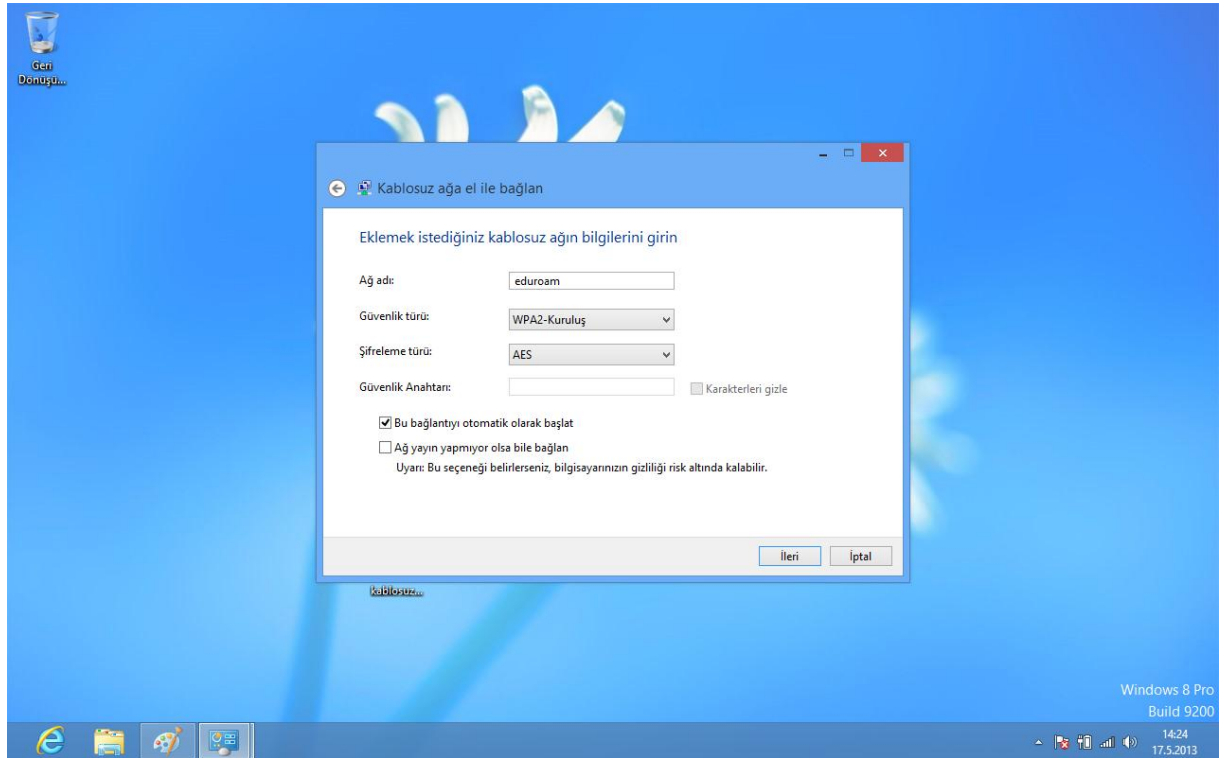 Geri
Dönüşü...
Kablosuz ağa el ile bağlan
Eklemek istediğiniz kablosuz ağın bilgilerini girin
Ağ adı:
eduroam
Güvenlik türü:
WPA2-Kuruluş
Şifreleme türü:
AES
Güvenlik Anahtarı:
Karakterleri gizle
Bu bağlantıyı otomatik olarak başlat
Ağ yayın yapmıyor olsa bile bağlan
Uyarı: Bu seçeneği belirlerseniz, bilgisayarınızın gizliliği risk altında kalabilir.
İleri
İptal
kablosuz...
Windows 8 Pro
Build 9200
14:24
17.5.2013